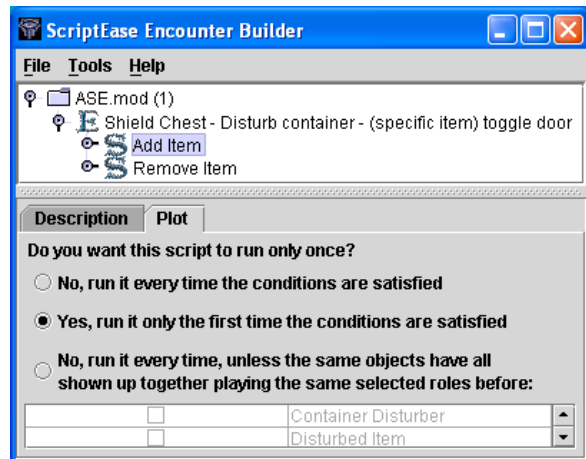 ScriptEase Encounter Builder
File Tools Help
ASE.mod (1)
Shield Chest - Disturb container - (specific item) toggle door
Add Item
Remove Item
Description Plot
Do you want this script to run only once?
No, run it every time the conditions are satisfied
Yes, run it only the first time the conditions are satisfied
No, run it every time, unless the same objects have all
shown up together playing the same selected roles before:
Container Disturber
Disturbed Item